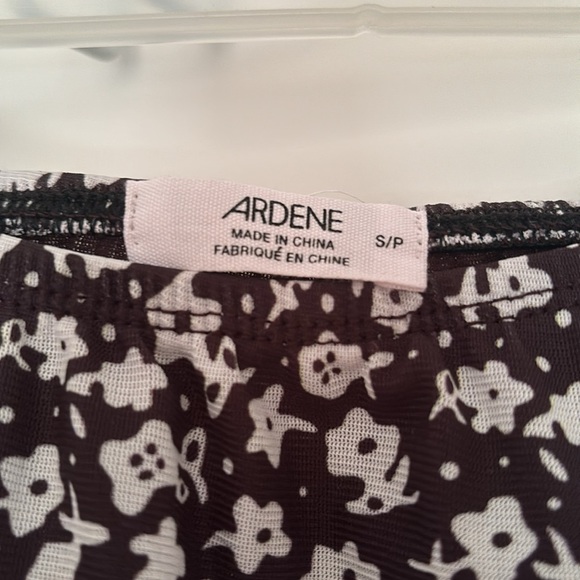 ARDENE
MADE IN CHINA
FABRIQUÉ EN CHINE
S/P